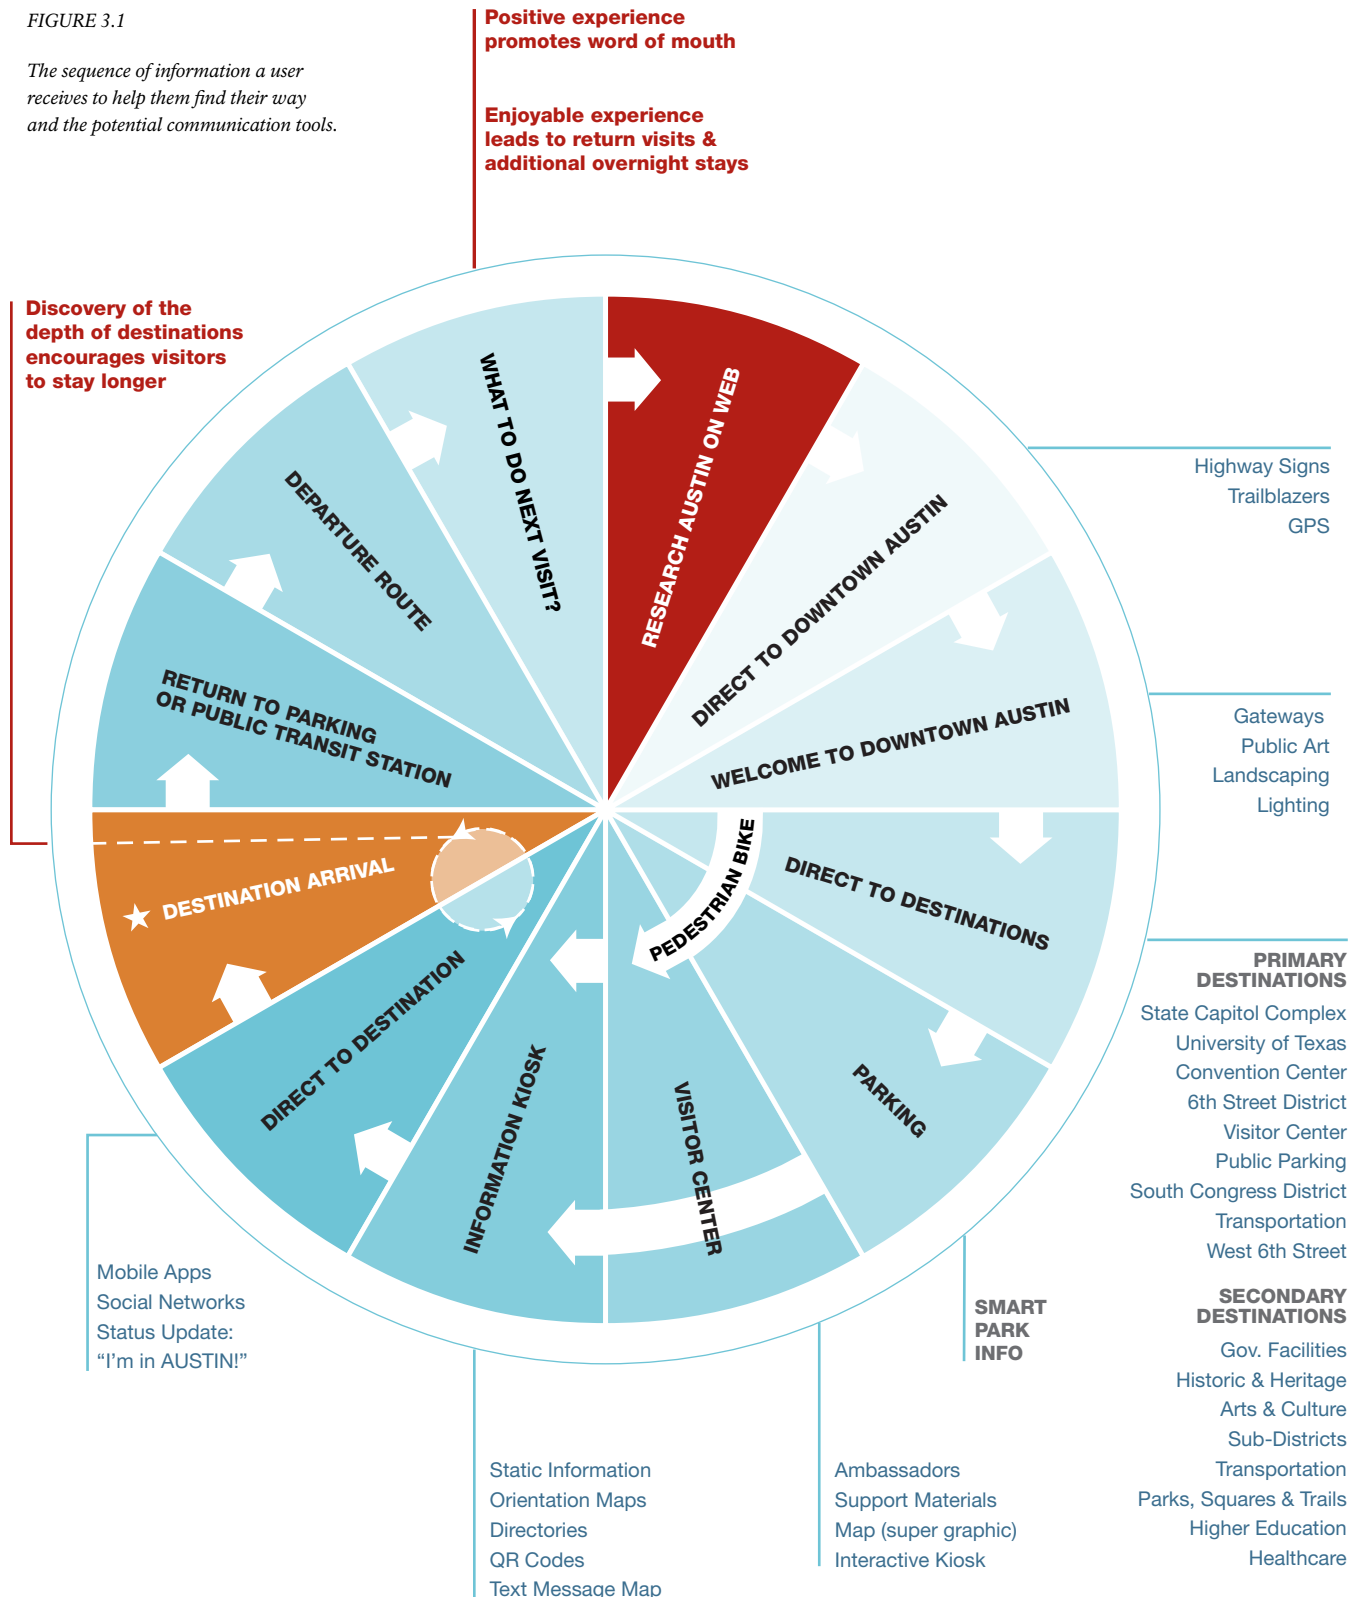 FIGURE 3.1
The sequence of information a user
receives to help them find their way
and the potential communication tools.
Positive experience
promotes word of mouth
Enjoyable experience
leads to return visits &
additional overnight stays
Discovery of the
depth of destinations
encourages visitors
to stay longer
RESEARCH AUSTIN ON WEB
DIRECT TO DOWNTOWN AUSTIN
WELCOME TO DOWNTOWN AUSTIN
DIRECT TO DESTINATIONS
PEDESTRIAN BIKE
PARKING
VISITOR CENTER
INFORMATION KIOSK
DIRECT TO DESTINATION
DESTINATION ARRIVAL
RETURN TO PARKING
OR PUBLIC TRANSIT STATION
DEPARTURE ROUTE
WHAT TO DO NEXT VISIT?
Highway Signs
Trailblazers
GPS
Gateways
Public Art
Landscaping
Lighting
PRIMARY
DESTINATIONS
State Capitol Complex
University of Texas
Convention Center
6th Street District
Visitor Center
Public Parking
South Congress District
Transportation
West 6th Street
SECONDARY
DESTINATIONS
Gov. Facilities
Historic & Heritage
Arts & Culture
Sub-Districts
Transportation
Parks, Squares & Trails
Higher Education
Healthcare
SMART
PARK
INFO
Ambassadors
Support Materials
Map (super graphic)
Interactive Kiosk
Static Information
Orientation Maps
Directories
QR Codes
Text Message Map
Mobile Apps
Social Networks
Status Update:
“I’m in AUSTIN!”